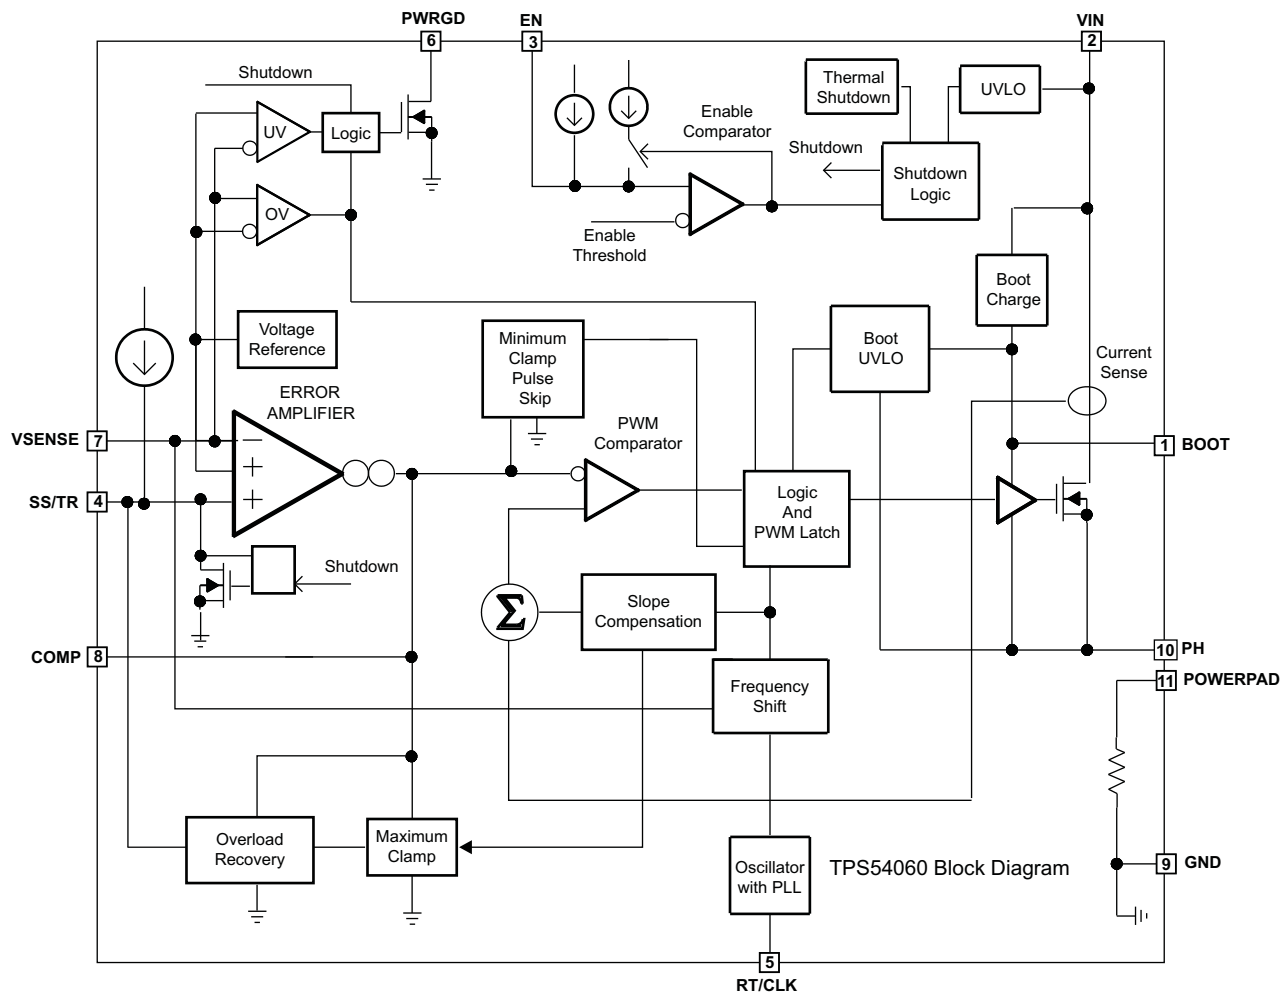 PWRGD
EN
VIN
6
3
2
Shutdown
Thermal
Shutdown
UVLO
Enable
Comparator
UV
Logic
Shutdown
Shutdown
Logic
OV
Enable
Threshold
Boot
Charge
Voltage
Reference
Minimum
Clamp
Pulse
Skip
Boot
UVLO
Current
Sense
ERROR
AMPLIFIER
PWM
Comparator
VSENSE
7
−
+
+
1
BOOT
SS/TR
4
Logic
And
PWM Latch
Shutdown
Σ
Slope
Compensation
COMP
8
10
PH
11
POWERPAD
Frequency
Shift
Overload
Recovery
Maximum
Clamp
Oscillator
with PLL
TPS54060 Block Diagram
9
GND
5
RT/CLK